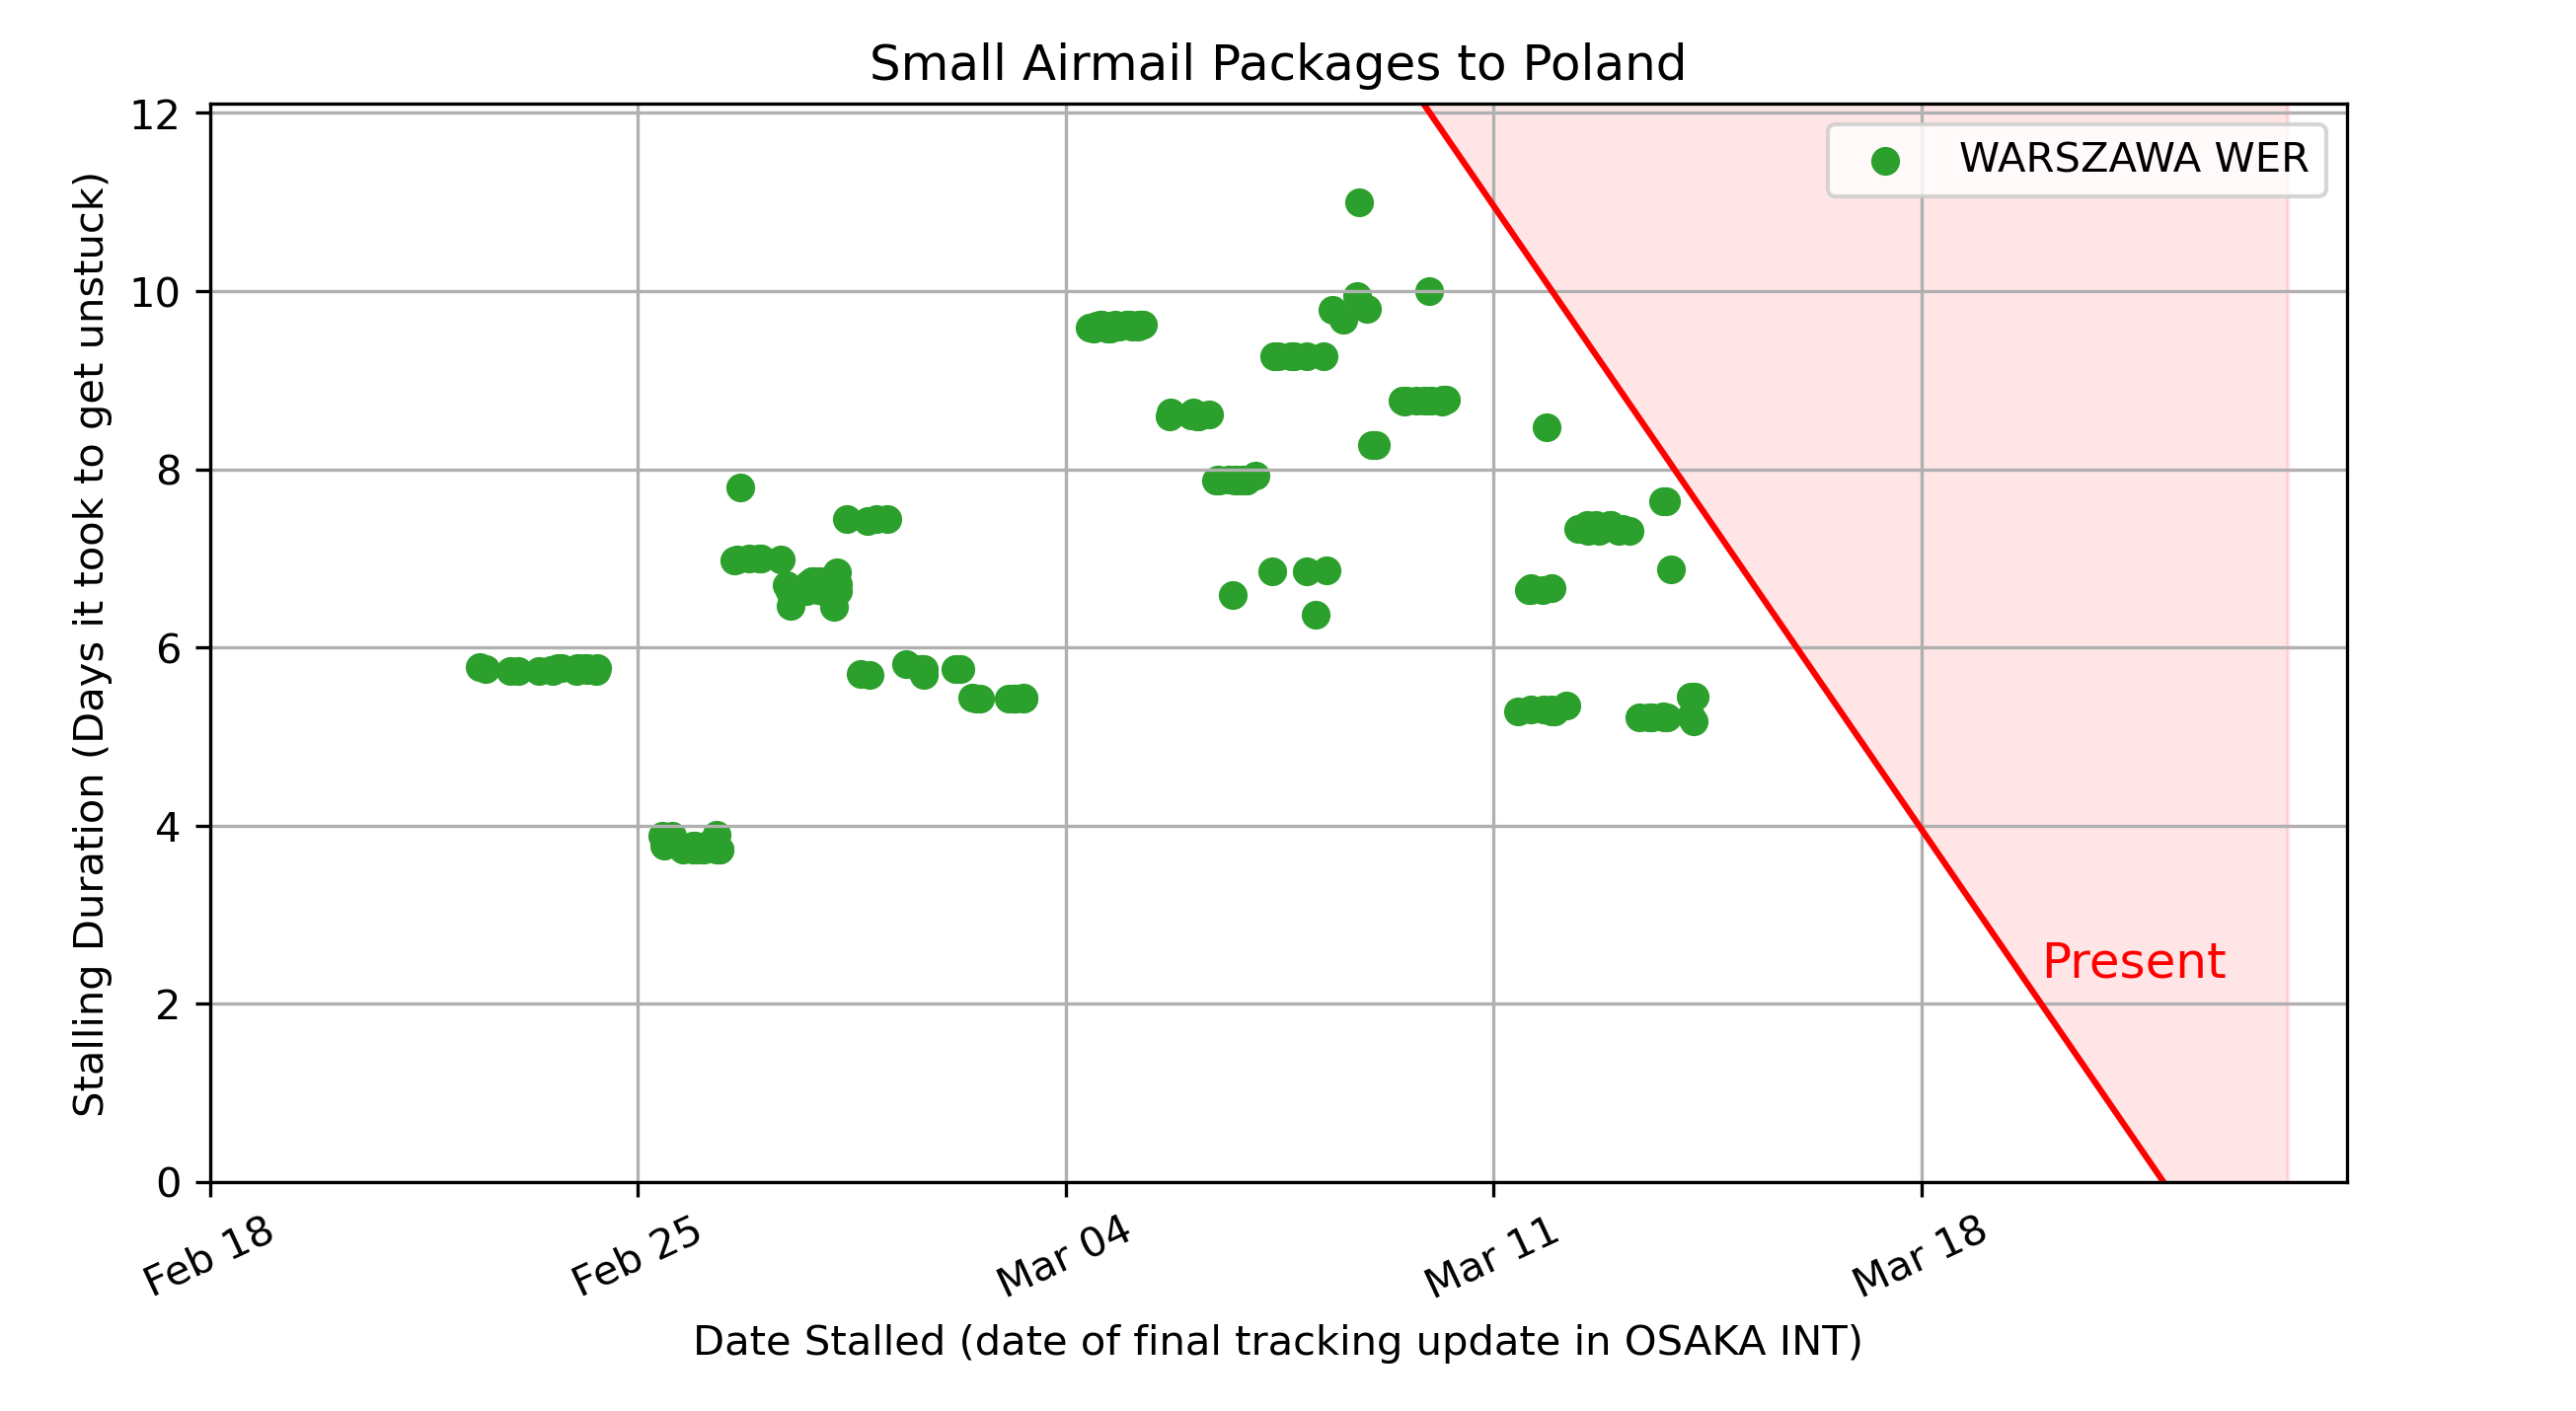 Small Airmail Packages to Poland
Stalling Duration (Days it took to get unstuck)
12
10
8
6
4
2
0
WARSZAWA WER
Present
Feb 18
Feb 25
Mar 04
Mar 11
Mar 18
Date Stalled (date of final tracking update in OSAKA INT)